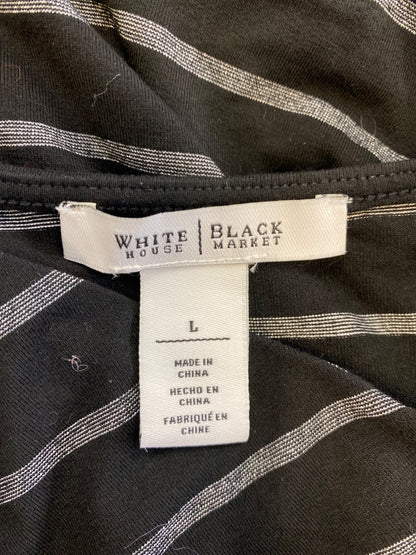 WHITE | BLACK
HOUSE | MARKET
L
MADE IN
CHINA
HECHO EN
CHINA
FABRIQUÉ EN
CHINE